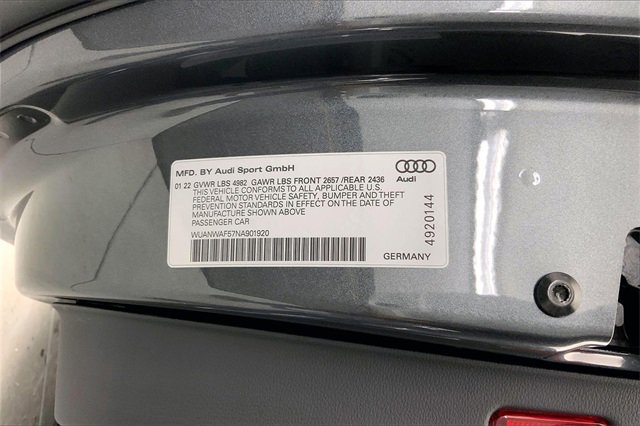 MFD. BY Audi Sport GmbH
01 22 GVWR LBS 4982 GAWR LBS FRONT 2657 /REAR 2436
THIS VEHICLE CONFORMS TO ALL APPLICABLE U.S.
FEDERAL MOTOR VEHICLE SAFETY, BUMPER AND THEFT
PREVENTION STANDARDS IN EFFECT ON THE DATE OF
MANUFACTURE SHOWN ABOVE
PASSENGER CAR
WUANWAF57NA901920
Audi
4920144
GERMANY